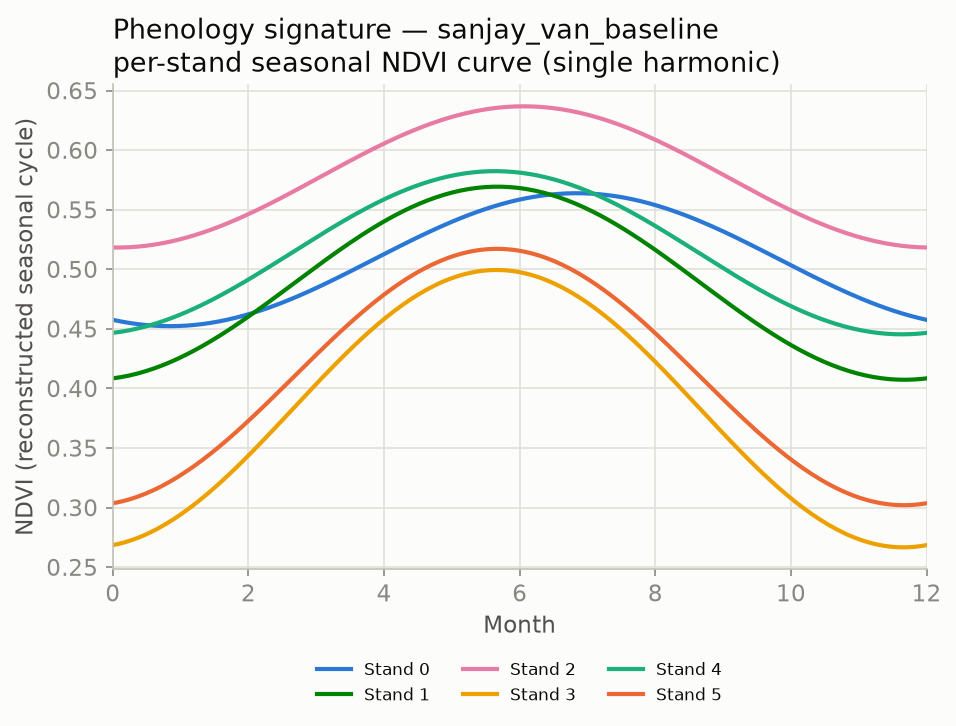 Phenology signature — sanjay_van_baseline
per-stand seasonal NDVI curve (single harmonic)
NDVI (reconstructed seasonal cycle)
0.65
0.60
0.55
0.50
0.45
0.40
0.35
0.30
0.25
0 2 4 6 8 10 12
Month
Stand 0 Stand 2 Stand 4
Stand 1 Stand 3 Stand 5